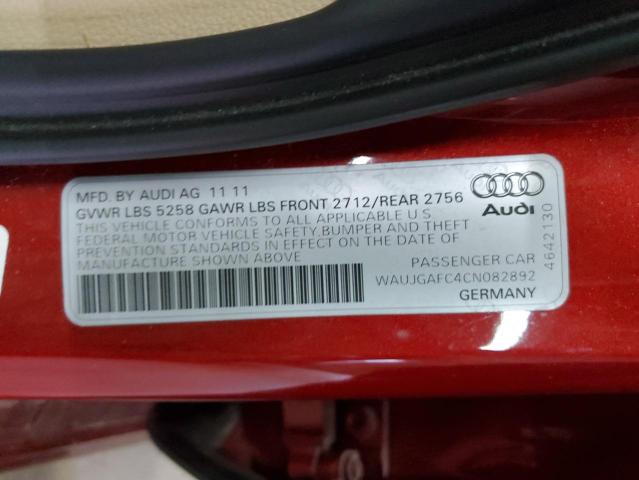 MFD. BY AUDI AG 11 11
GVWR LBS 5258 GAWR LBS FRONT 2712/REAR 2756
THIS VEHICLE CONFORMS TO ALL APPLICABLE U S
FEDERAL MOTOR VEHICLE SAFETY,BUMPER AND THEFT
PREVENTION STANDARDS IN EFFECT ON THE DATE OF
MANUFACTURE SHOWN ABOVE
PASSENGER CAR
WAUJGAFC4CN082892
GERMANY
Audi
4642130